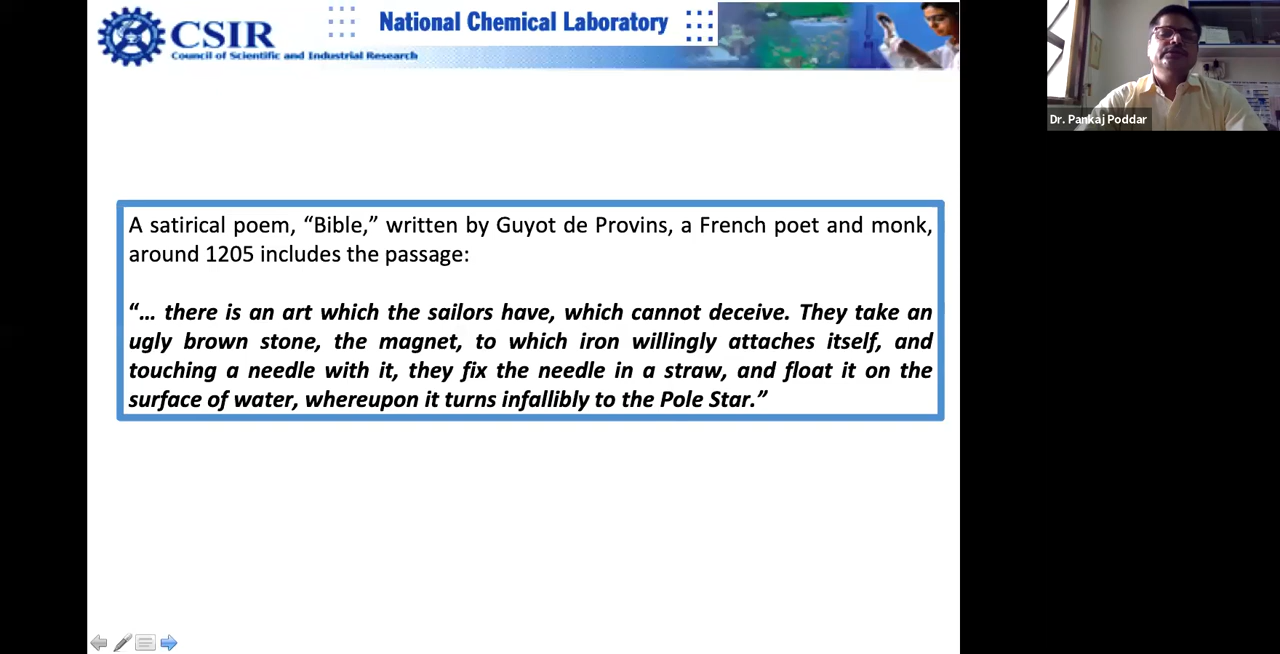 CSIR
Council of Scientific and Industrial Research
National Chemical Laboratory
Dr. Pankaj Poddar
A satirical poem, “Bible,” written by Guyot de Provins, a French poet and monk,
around 1205 includes the passage:
“… there is an art which the sailors have, which cannot deceive. They take an
ugly brown stone, the magnet, to which iron willingly attaches itself, and
touching a needle with it, they fix the needle in a straw, and float it on the
surface of water, whereupon it turns infallibly to the Pole Star.”